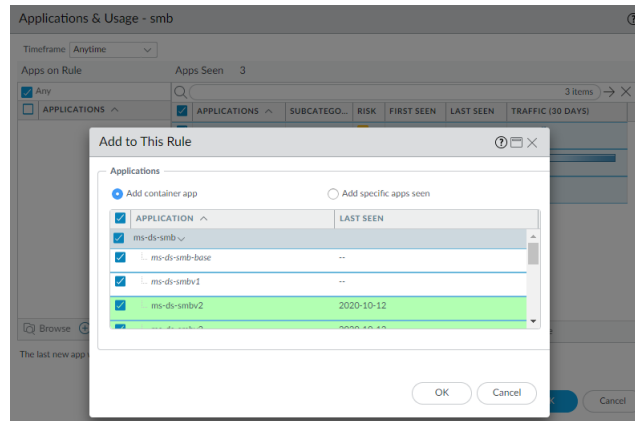 Applications & Usage - smb
Timeframe Anytime
Apps on Rule Apps Seen 3
Any 3 items
APPLICATIONS APPLICATIONS SUBCATEGO... RISK FIRST SEEN LAST SEEN TRAFFIC (30 DAYS)
Add to This Rule
Applications
Add container app Add specific apps seen
APPLICATION LAST SEEN
ms-ds-smb
ms-ds-smb-base --
ms-ds-smbv1 --
ms-ds-smbv2 2020-10-12
Browse
The last new app
OK Cancel
Cancel